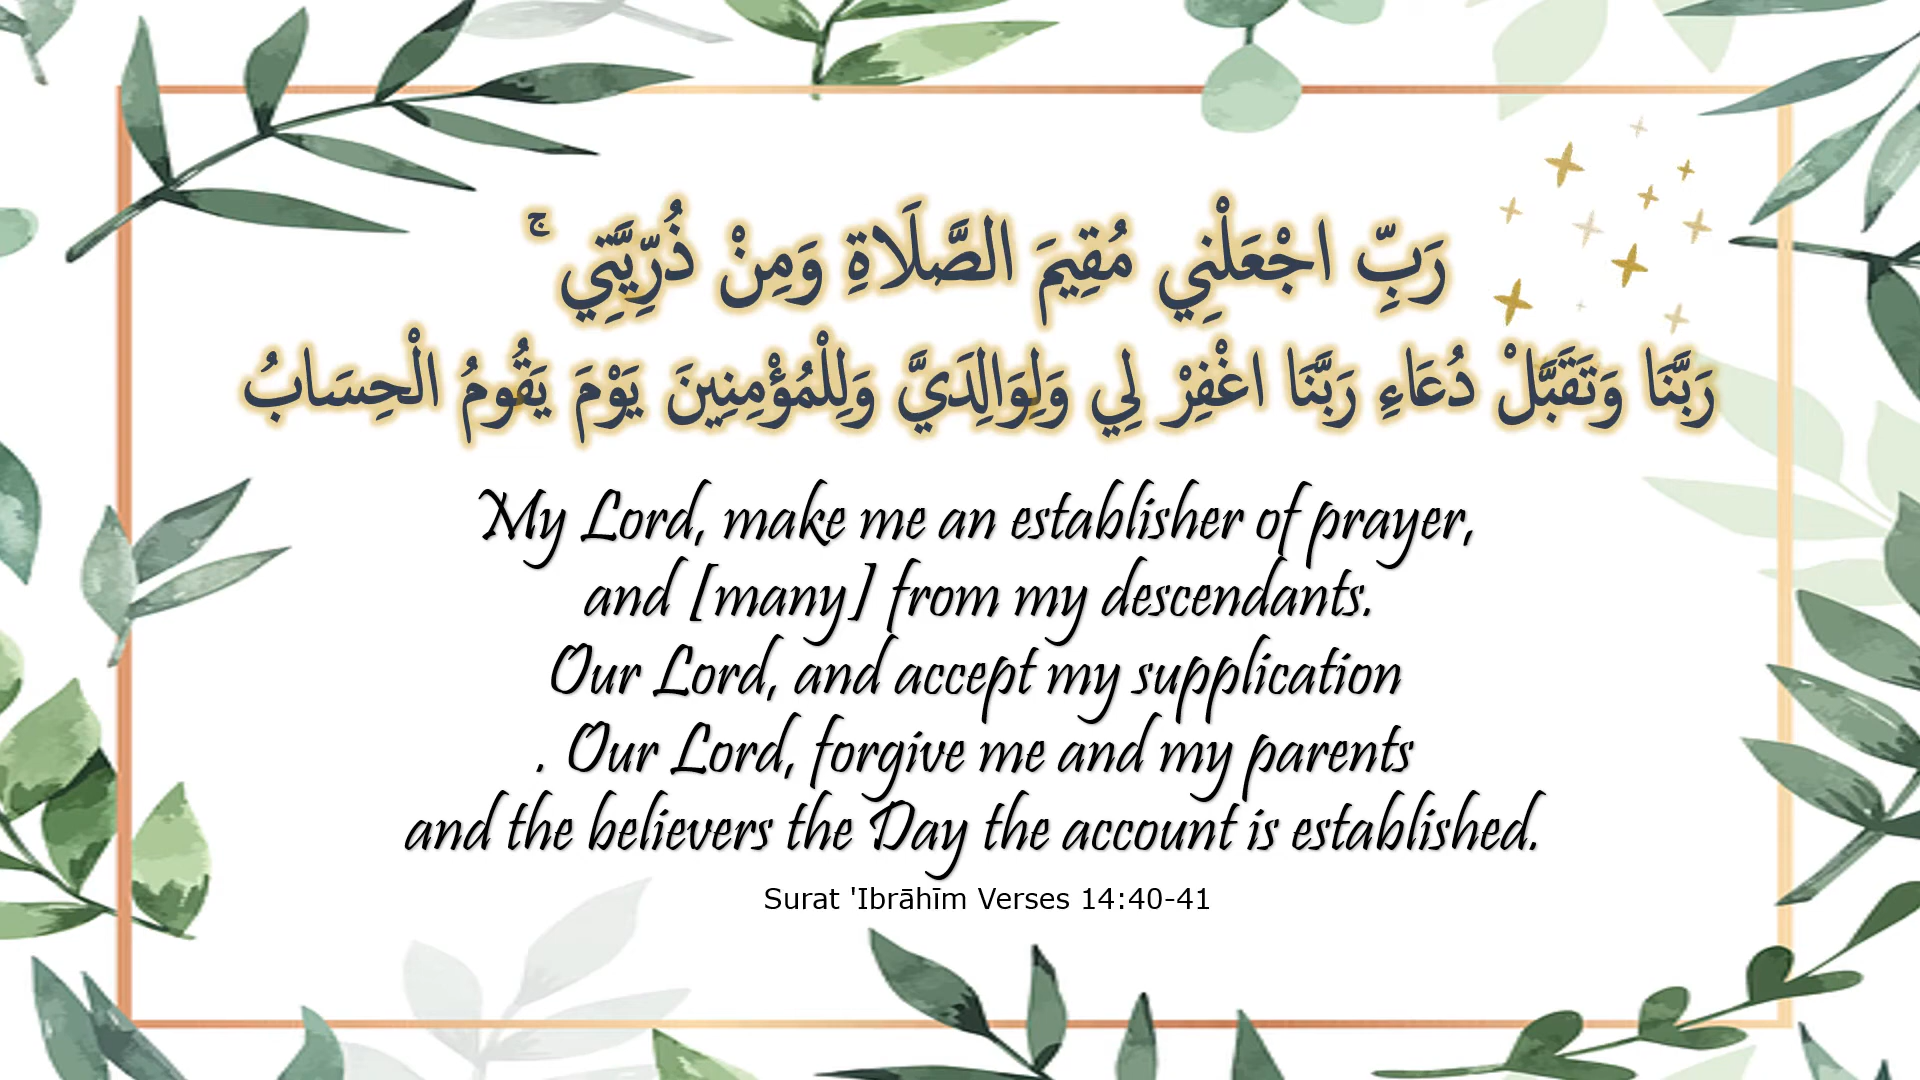 رَبِّ اجْعَلْنِي مُقِيمَ الصَّلَاةِ وَمِنْ ذُرِّيَّتِي ۚ
رَبَّنَا وَتَقَبَّلْ دُعَاءِ رَبَّنَا اغْفِرْ لِي وَلِوَالِدَيَّ وَلِلْمُؤْمِنِينَ يَوْمَ يَقُومُ الْحِسَابُ
My Lord, make me an establisher of prayer,
and [many] from my descendants.
Our Lord, and accept my supplication
. Our Lord, forgive me and my parents
and the believers the Day the account is established.
Surat 'Ibrāhīm Verses 14:40-41